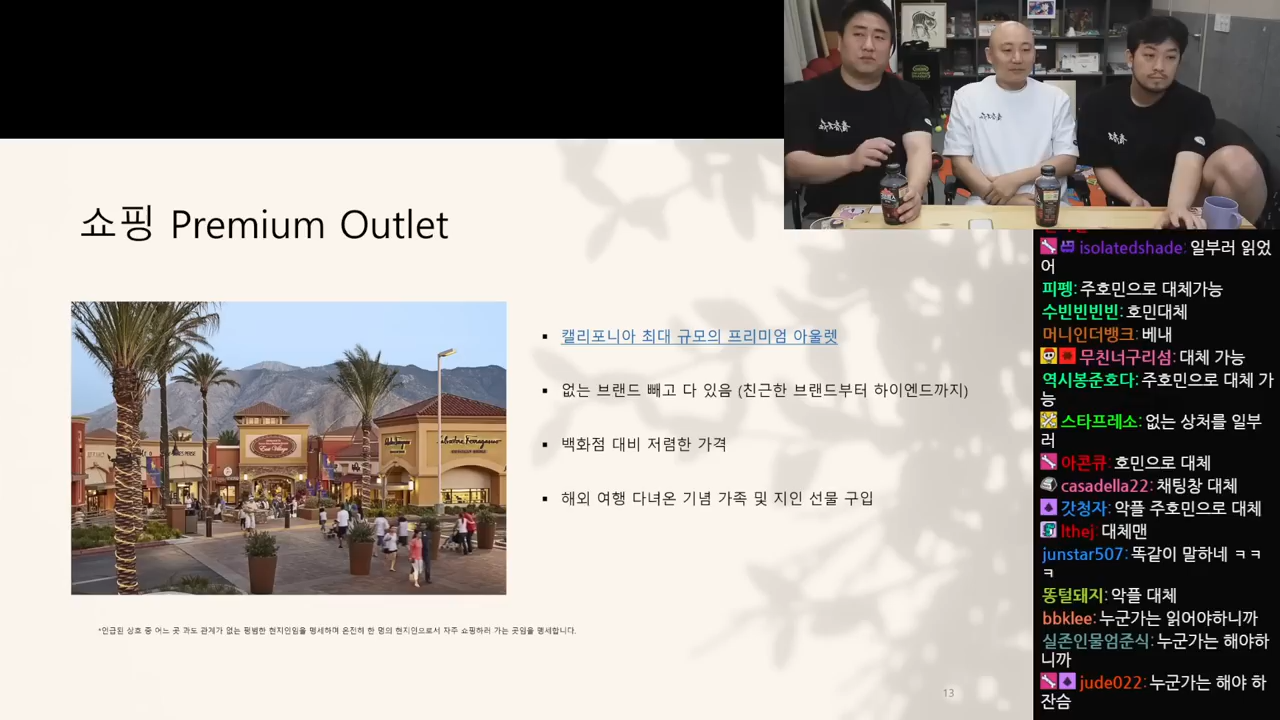 쇼핑 Premium Outlet
▪ 캘리포니아 최대 규모의 프리미엄 아울렛
▪ 없는 브랜드 빼고 다 있음 (친근한 브랜드부터 하이엔드까지)
▪ 백화점 대비 저렴한 가격
▪ 해외 여행 다녀온 기념 가족 및 지인 선물 구입
East Village
Salvatore Ferragamo
*언급된 상호 중 어느 곳 과도 관계가 없는 평범한 현지인임을 맹세하며 온전히 한 명의 현지인으로서 자주 쇼핑하러 가는 곳임을 맹세합니다.
13
isolatedshade: 일부러 읽었
어
피펭: 주호민으로 대체가능
수빈빈빈빈: 호민대체
머니인더뱅크: 베내
무친너구리섬: 대체 가능
역시봉준호다: 주호민으로 대체 가
능
스타프레소: 없는 상처를 일부
러
아콘큐: 호민으로 대체
casadella22: 채팅창 대체
갓청자: 악플 주호민으로 대체
lthej: 대체맨
junstar507: 똑같이 말하네 ㅋㅋ
ㅋ
똥털돼지: 악플 대체
bbklee: 누군가는 읽어야하니까
실존인물엄준식: 누군가는 해야하
니까
jude022: 누군가는 해야 하
잔슴